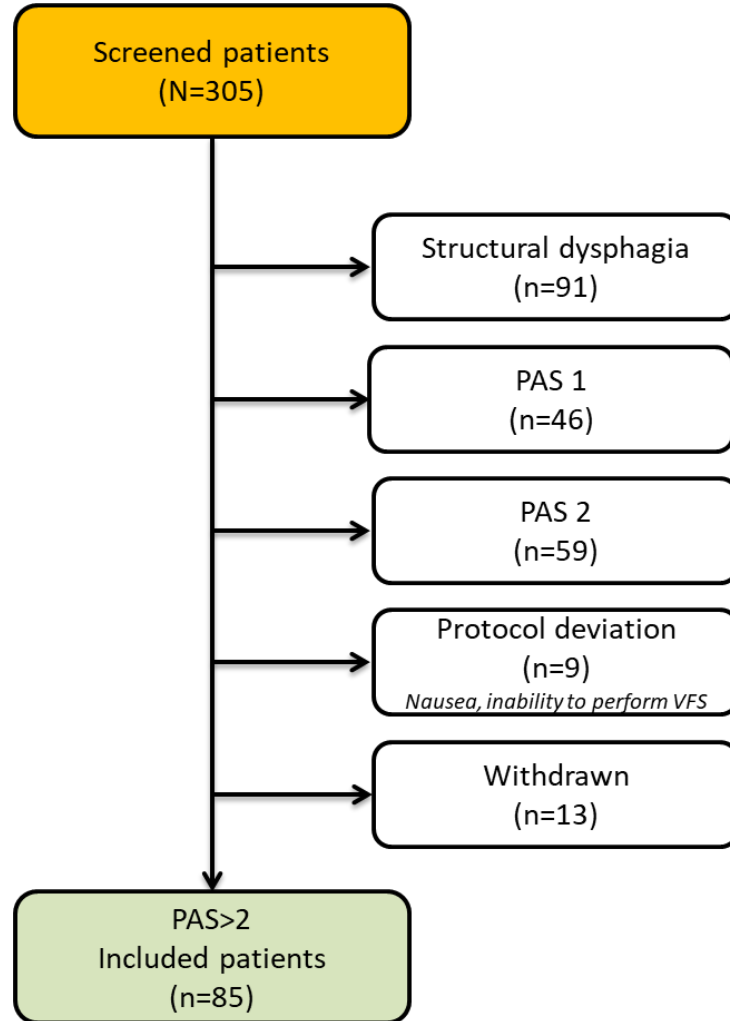 Screened patients
(N=305)
Structural dysphagia
(n=91)
PAS 1
(n=46)
PAS 2
(n=59)
Protocol deviation
(n=9)
Nausea, inability to perform VFS
Withdrawn
(n=13)
PAS>2
Included patients
(n=85)